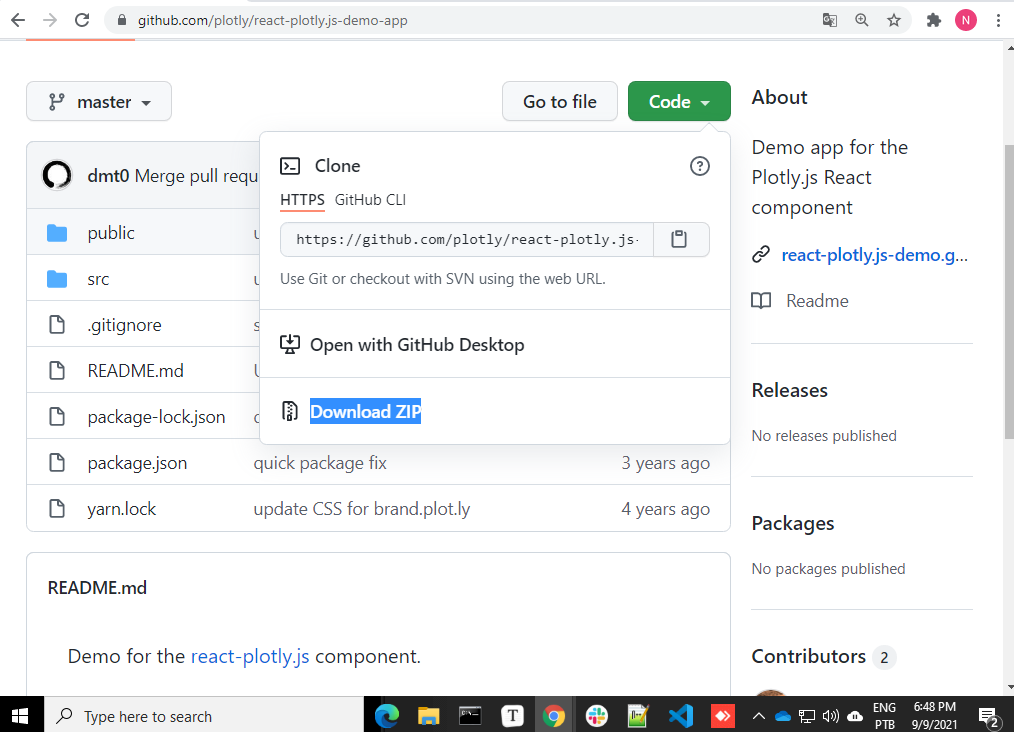 github.com/plotly/react-plotly.js-demo-app
N
master
Go to file
Code
About
Demo app for the
Plotly.js React
component
react-plotly.js-demo.g...
Readme
Releases
No releases published
Packages
No packages published
Contributors 2
dmt0 Merge pull requ
Clone
HTTPS GitHub CLI
https://github.com/plotly/react-plotly.js-
Use Git or checkout with SVN using the web URL.
Open with GitHub Desktop
Download ZIP
public
src
.gitignore
README.md
package-lock.json
package.json quick package fix 3 years ago
yarn.lock update CSS for brand.plot.ly 4 years ago
README.md
Demo for the react-plotly.js component.
Type here to search
T
ENG
PTB
6:48 PM
9/9/2021
2